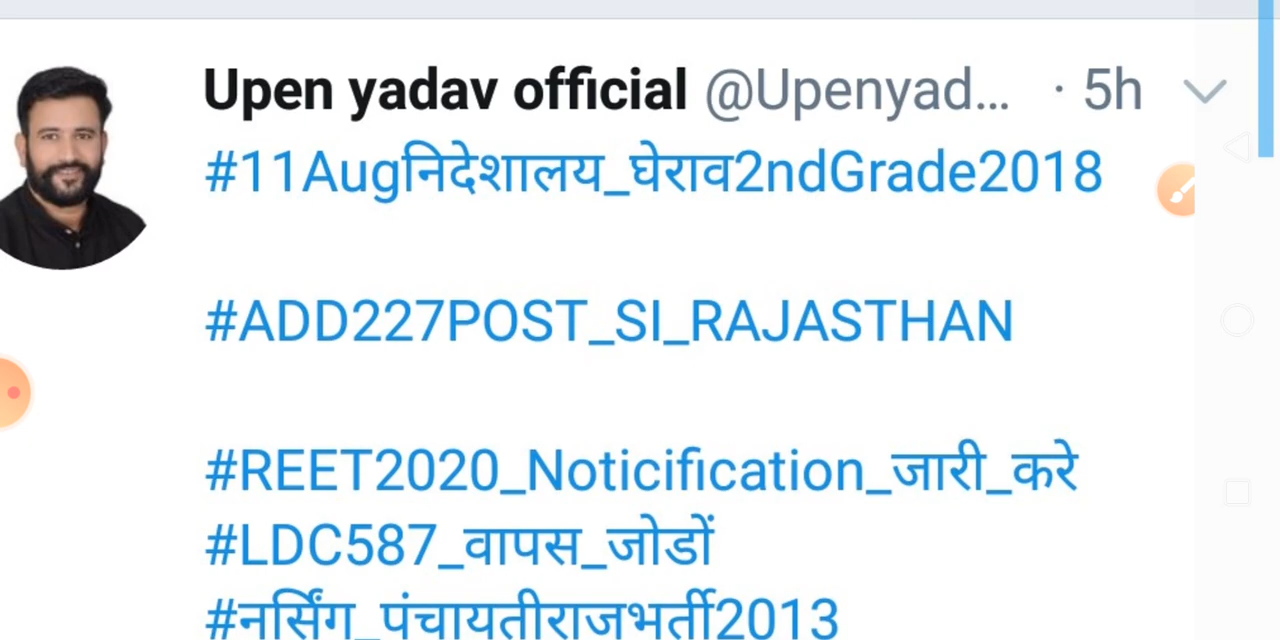 Upen yadav official @Upenyad... · 5h
#11Augनिदेशालय_घेराव2ndGrade2018
#ADD227POST_SI_RAJASTHAN
#REET2020_Noticification_जारी_करे
#LDC587_वापस_जोडों
#नर्सिंग_पंचायतीराजभर्ती2013